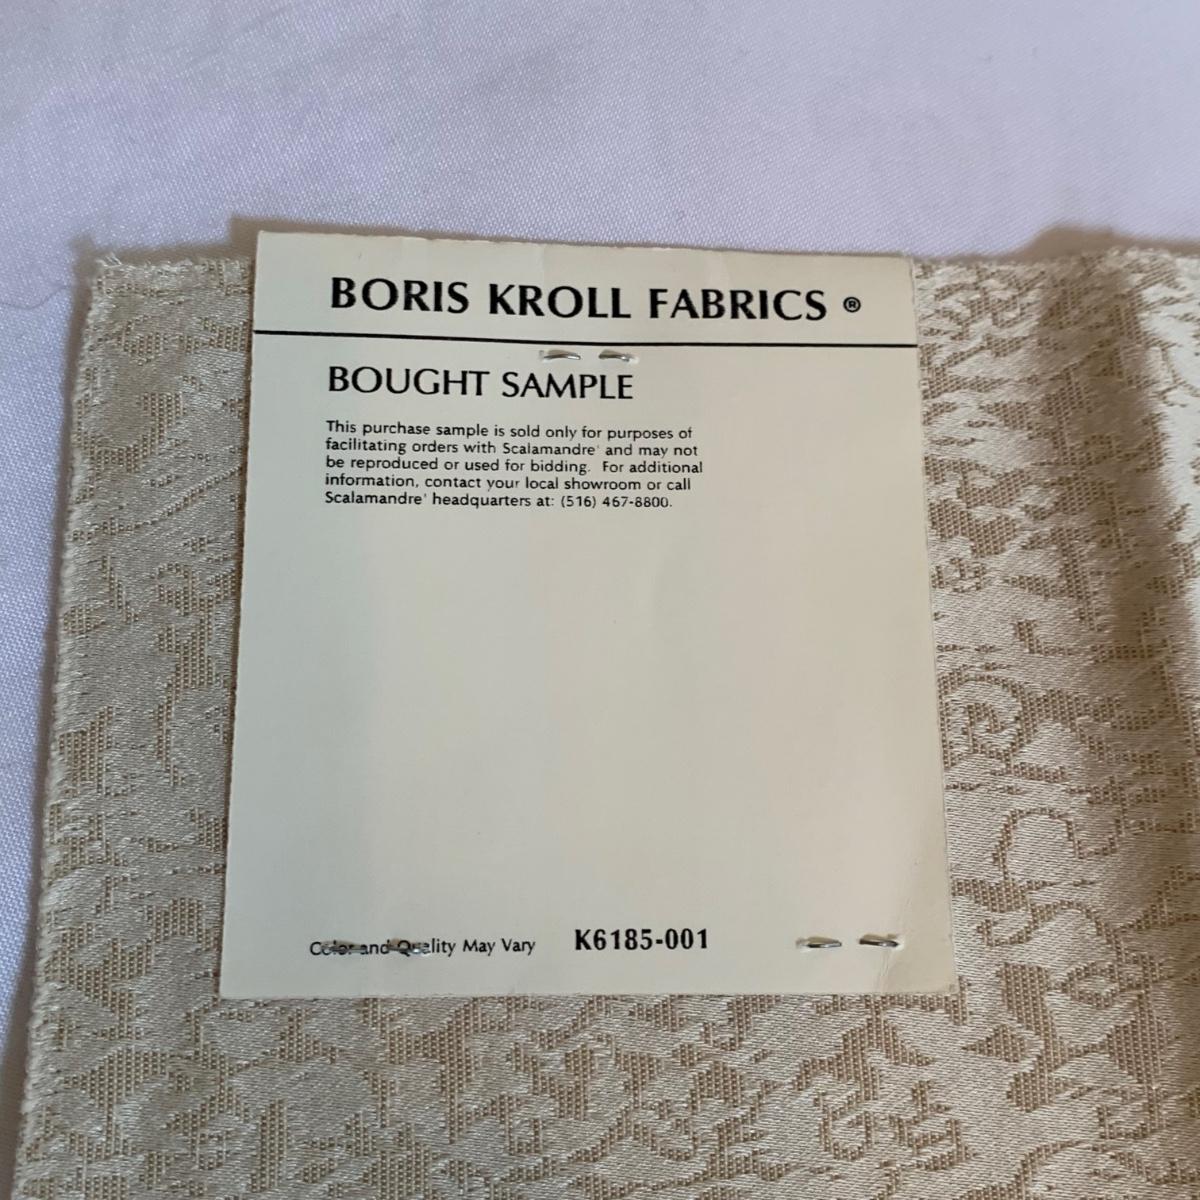 BORIS KROLL FABRICS ®
BOUGHT SAMPLE
This purchase sample is sold only for purposes of
facilitating orders with Scalamandre' and may not
be reproduced or used for bidding. For additional
information, contact your local showroom or call
Scalamandre' headquarters at: (516) 467-8800.
Color and Quality May Vary K6185-001